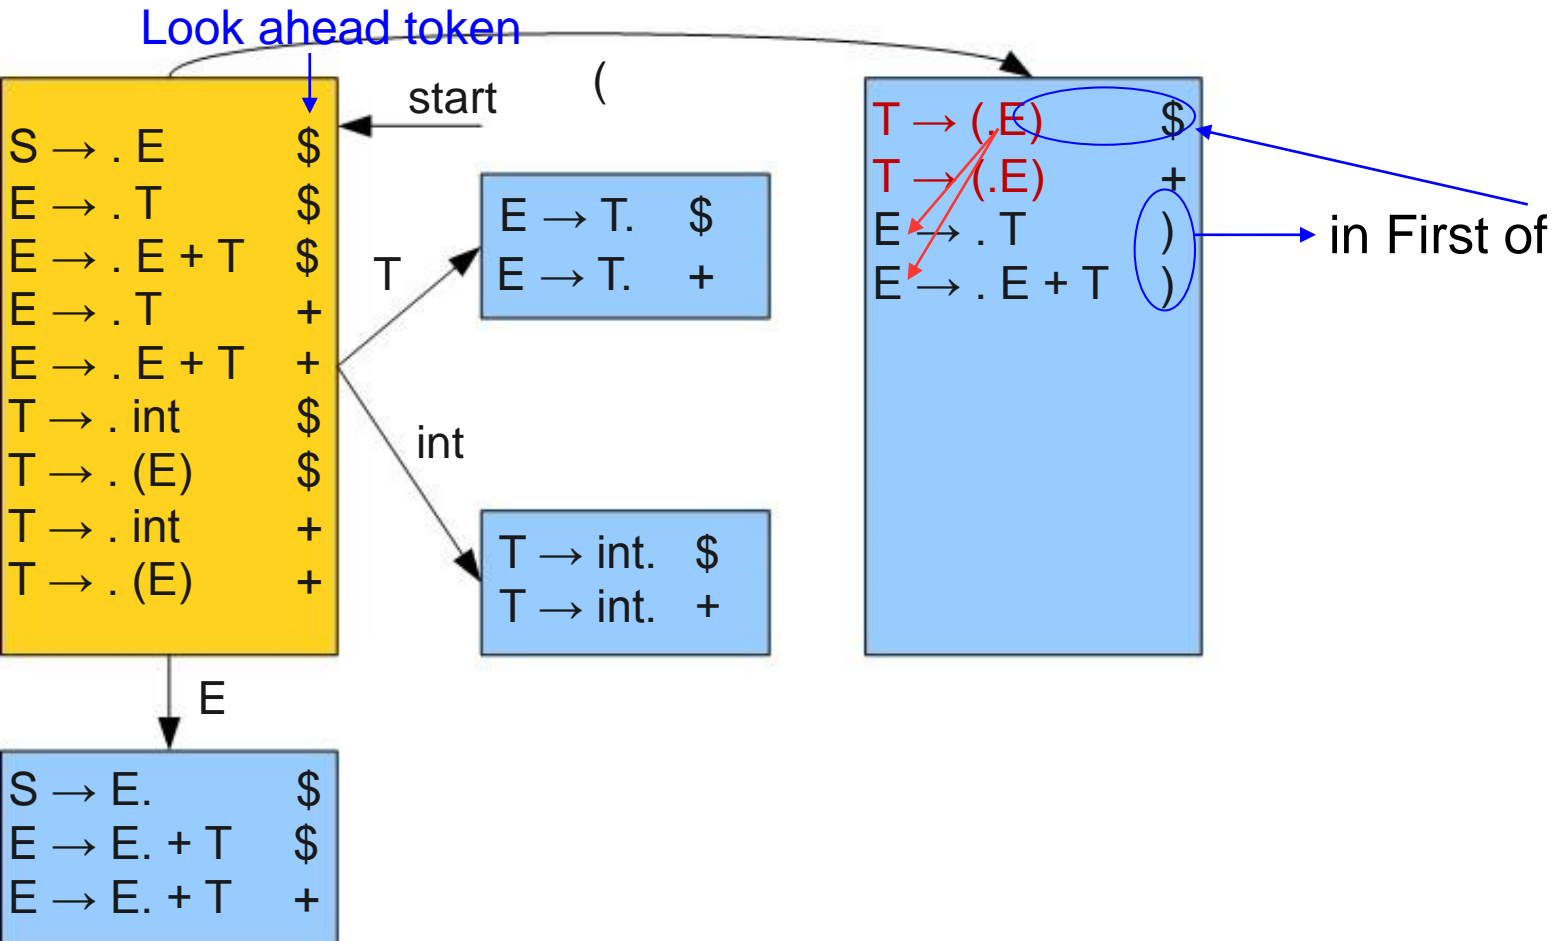 Look ahead token
start
(
S → . E $
E → . T $
E → . E + T $
E → . T +
E → . E + T +
T → . int $
T → . (E) $
T → . int +
T → . (E) +
T
E → T. $
E → T. +
int
T → int. $
T → int. +
T → (.E) $
T → (.E) +
E → . T )
E → . E + T )
in First of
E
S → E. $
E → E. + T $
E → E. + T +